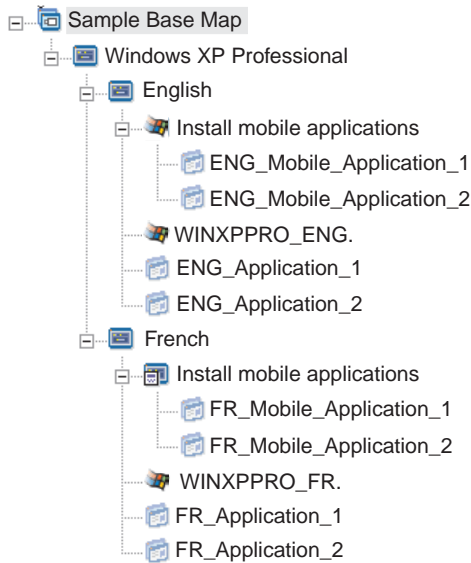 Sample Base Map
Windows XP Professional
English
Install mobile applications
ENG_Mobile_Application_1
ENG_Mobile_Application_2
WINXPPRO_ENG.
ENG_Application_1
ENG_Application_2
French
Install mobile applications
FR_Mobile_Application_1
FR_Mobile_Application_2
WINXPPRO_FR.
FR_Application_1
FR_Application_2